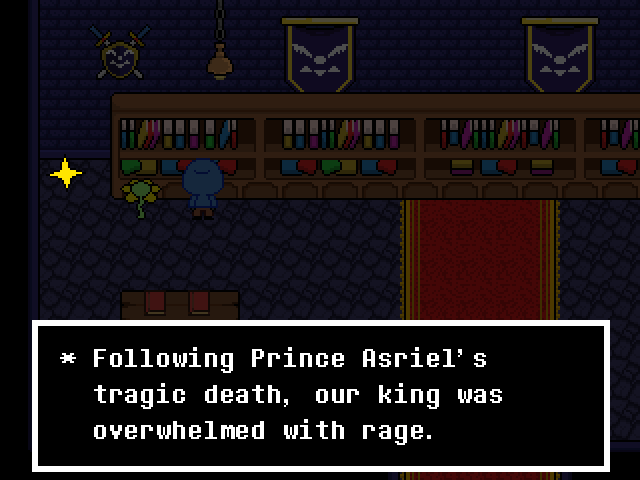 * Following Prince Asriel's
tragic death, our king was
overwhelmed with rage.